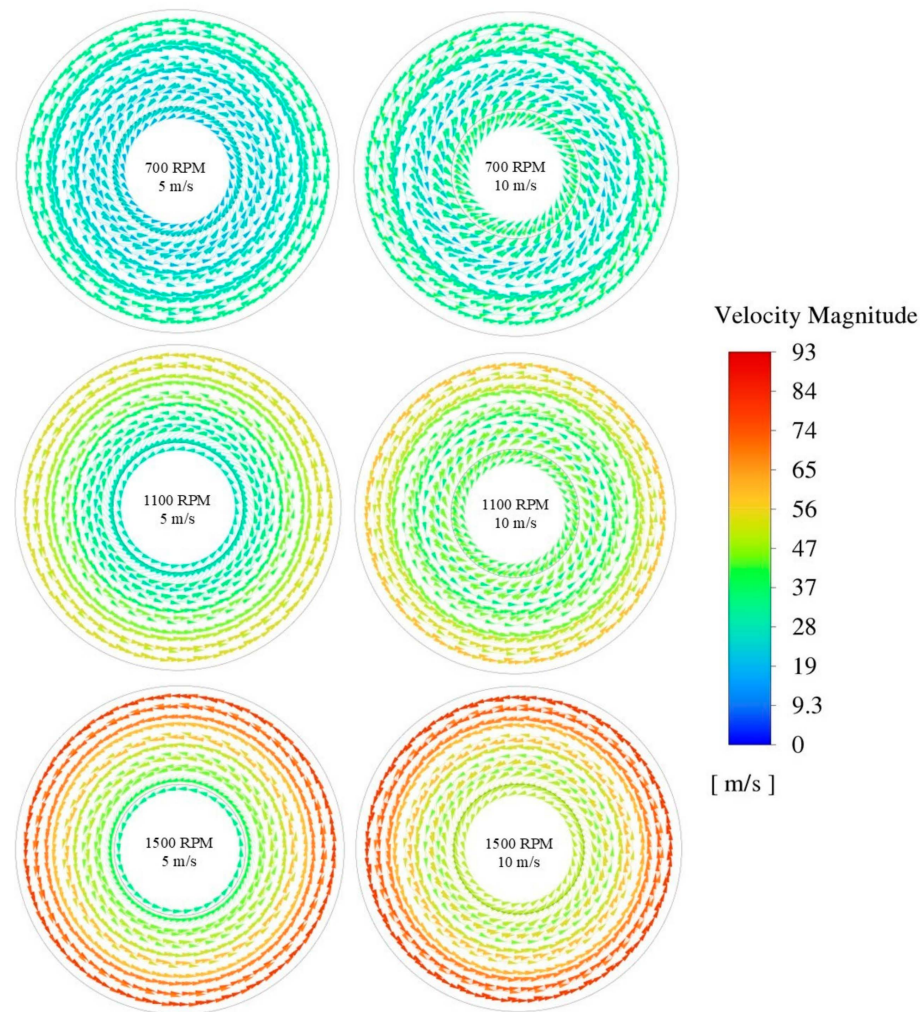 700 RPM
5 m/s
700 RPM
10 m/s
Velocity Magnitude
93
84
74
65
56
47
37
28
19
9.3
0
[ m/s ]
1100 RPM
5 m/s
1100 RPM
10 m/s
1500 RPM
5 m/s
1500 RPM
10 m/s